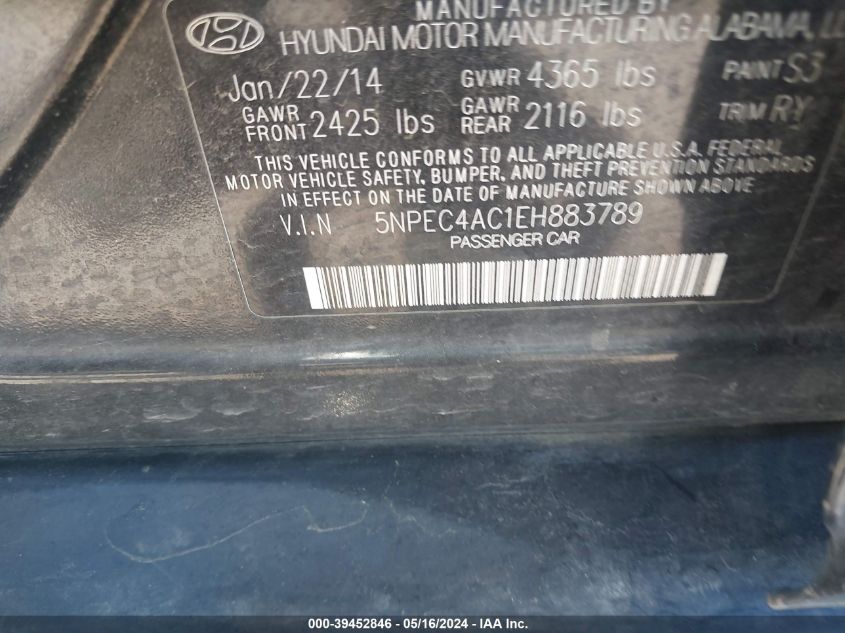 MANUFACTURED BY
HYUNDAI MOTOR MANUFACTURING ALABAMA, LL
Jan/22/14 GVWR 4365 lbs PAINT S3
GAWR FRONT 2425 lbs GAWR REAR 2116 lbs TRIM RY
THIS VEHICLE CONFORMS TO ALL APPLICABLE U.S.A. FEDERAL
MOTOR VEHICLE SAFETY, BUMPER, AND THEFT PREVENTION STANDARDS
IN EFFECT ON THE DATE OF MANUFACTURE SHOWN ABOVE
V.I.N 5NPEC4AC1EH883789
PASSENGER CAR
000-39452846 - 05/16/2024 - IAA Inc.